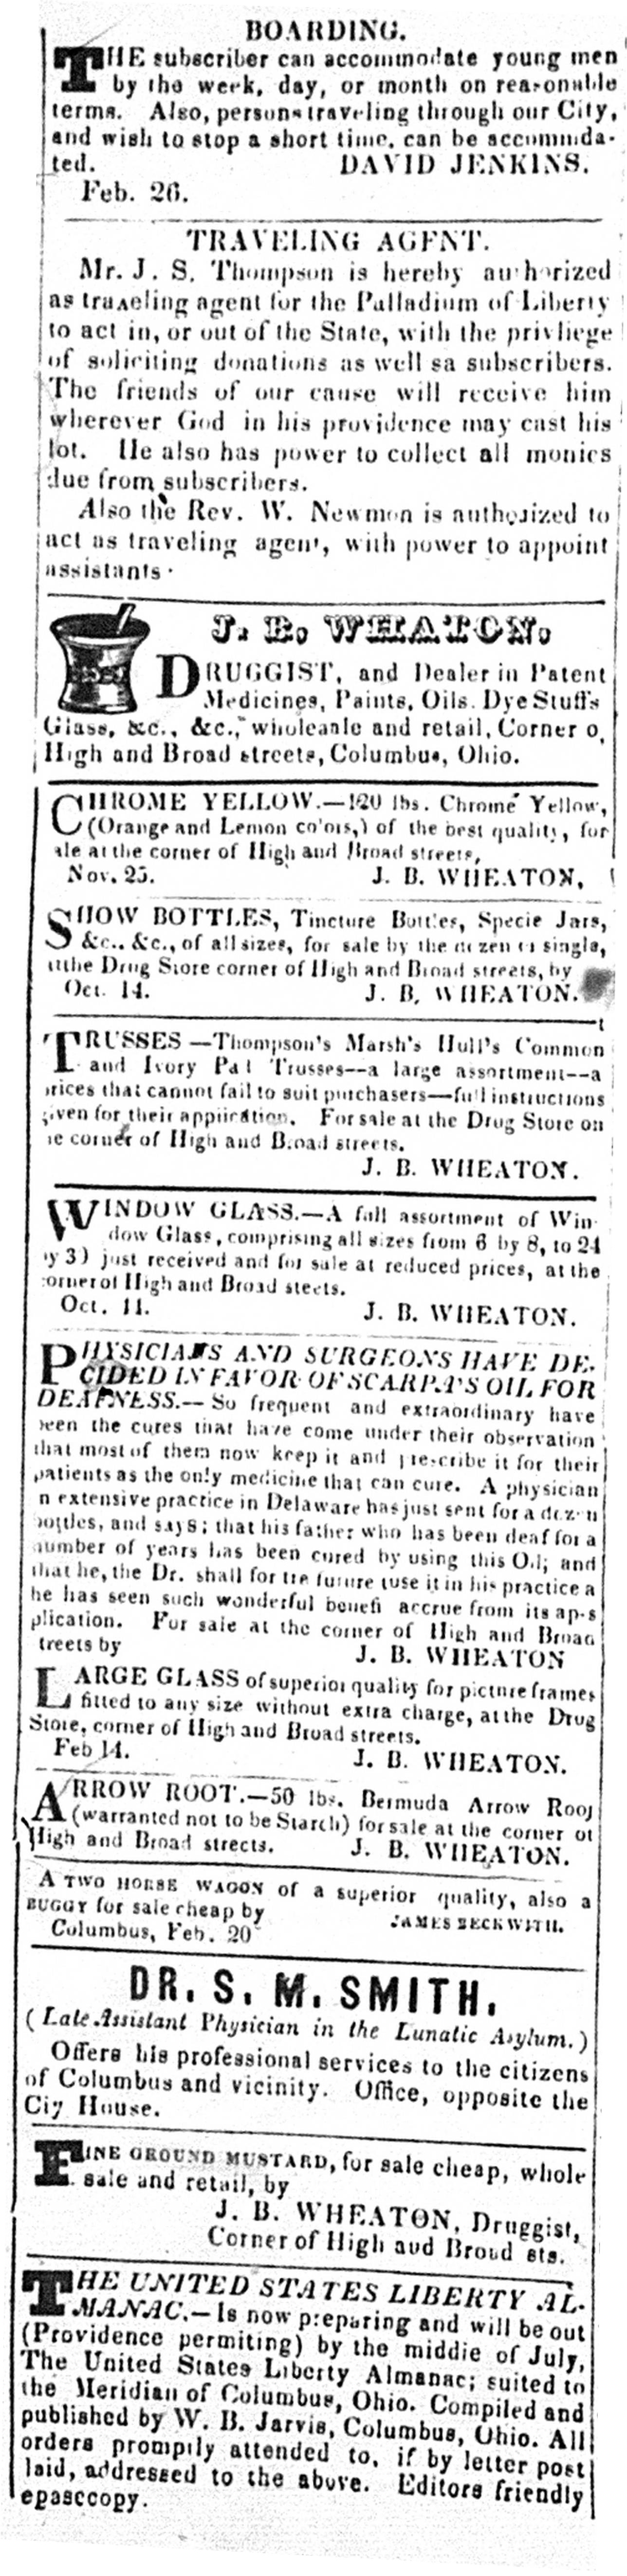 BOARDING.
THE subscriber can accommodate young men
by the week, day, or month on reasonable
terms. Also, persons traveling through our City,
and wish to stop a short time, can be accommda-
ted. DAVID JENKINS.
Feb. 26.
TRAVELING AGENT.
Mr. J. S. Thompson is hereby authorized
as traveling agent for the Palladium of Liberty
to act in, or out of the State, with the privliege
of soliciting donations as well sa subscribers.
The friends of our cause will receive him
wherever God in his providence may cast his
lot. He also has power to collect all monies
due from subscribers.
Also the Rev. W. Newman is authorized to
act as traveling agent, with power to appoint
assistants.
J. B. WHEATON.
DRUGGIST, and Dealer in Patent
Medicines, Paints, Oils. Dye Stuffs
Glass, &c., &c., wholeanle and retail, Corner o,
High and Broad streets, Columbus, Ohio.
CHROME YELLOW.—120 lbs. Chrome Yellow,
(Orange and Lemon colors,) of the best quality, for
ale at the corner of High and Broad streets,
Nov. 25. J. B. WHEATON,
SHOW BOTTLES, Tincture Bottles, Specie Jars,
&c.. &c., of all sizes, for sale by the dozen or single,
atthe Drug Store corner of High and Broad streets, by
Oct. 14. J. B. WHEATON.
TRUSSES —Thompson's Marsh's Hull's Common
and Ivory Pad Trusses—a large assortment—a
prices that cannot fail to suit purchasers—full instructions
given for their appiication. For sale at the Drug Store on
he corner of High and Broad streets.
J. B. WHEATON.
WINDOW GLASS.—A full assortment of Win-
dow Glass, comprising all sizes from 6 by 8, to 24
by 3) just received and for sale at reduced prices, at the
corner of High and Broad steets.
Oct. 11. J. B. WHEATON.
PHYSICIANS AND SURGEONS HAVE DE-
CIDED IN FAVOR OF SCARPA'S OIL FOR
DEAFNESS.— So frequent and extraordinary have
been the cures that have come under their observation
that most of them now keep it and prescribe it for their
patients as the only medicine that can cure. A physician
n extensive practice in Delaware has just sent for a dozen
bottles, and says; that his father who has been deaf for a
number of years has been cured by using this Oil; and
that he, the Dr. shall for tre future tuse it in his practice a
he has seen such wonderful benefi accrue from its ap-s
plication. For sale at the corner of High and Broad
treets by J. B. WHEATON
LARGE GLASS of superior quality for picture frames
fitted to any size without extra charge, at the Drug
Store, corner of High and Broad streets.
Feb 14. J. B. WHEATON.
ARROW ROOT.—50 lbs. Bermuda Arrow Rooj
(warranted not to be Starch) for sale at the corner of
High and Broad streets. J. B. WHEATON.
A TWO HORSE WAGON of a superior quality, also a
BUGGY for sale cheap by
Columbus, Feb. 20 JAMES BECKWITH.
DR. S. M. SMITH.
(Late Assistant Physician in the Lunatic Asylum.)
Offers his professional services to the citizens
of Columbus and vicinity. Office, opposite the
Ciy House.
FINE GROUND MUSTARD, for sale cheap, whole
sale and retail, by
J. B. WHEATON, Druggist,
Corner of High aud Broad sts.
THE UNITED STATES LIBERTY AL-
MANAC.— Is now preparing and will be out
(Providence permiting) by the middie of July,
The United States Liberty Almanac; suited to
the Meridian of Columbus, Ohio. Compiled and
published by W. B. Jarvis, Columbus, Ohio. All
orders promptly attended to, if by letter post
laid, addressed to the above. Editors friendly
epasccopy.